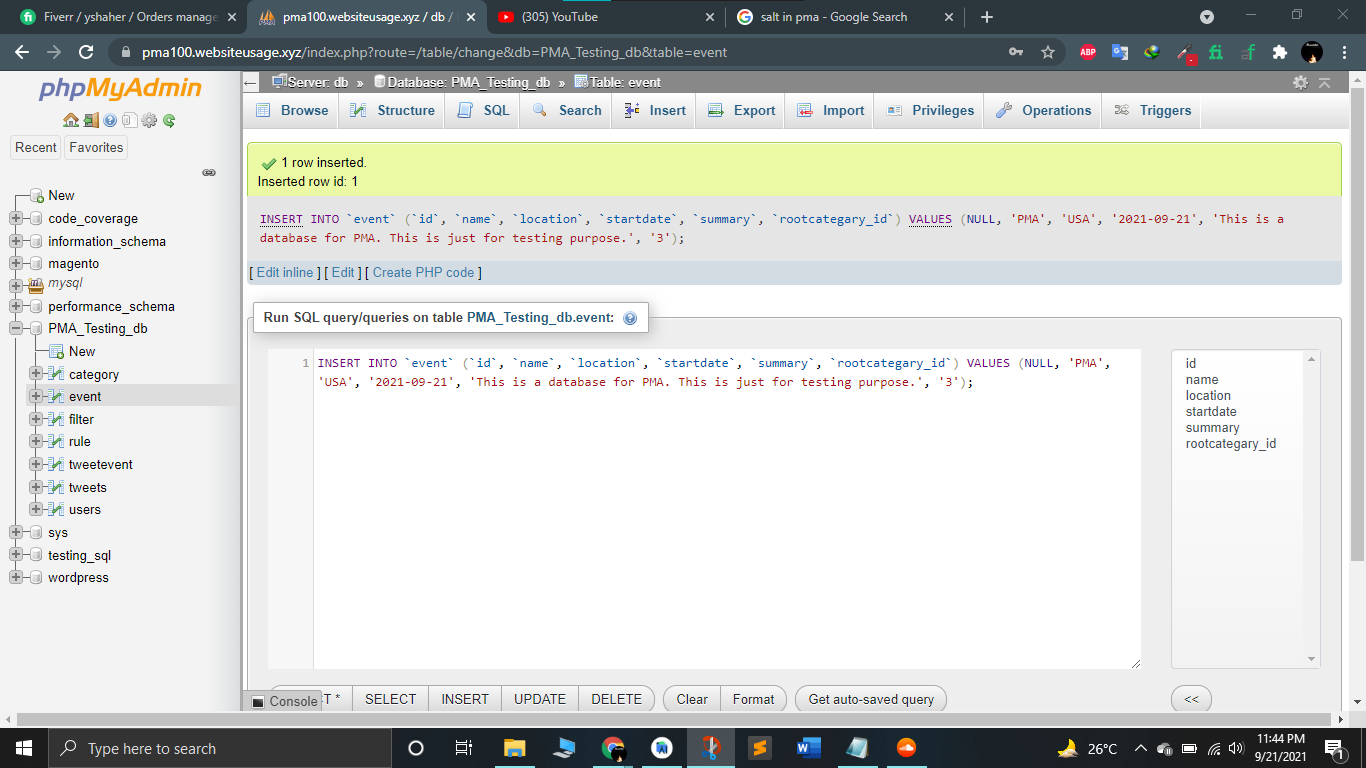 Fiverr / yshaher / Orders manage
pma100.websiteusage.xyz / db /
(305) YouTube
salt in pma - Google Search
pma100.websiteusage.xyz/index.php?route=/table/change&db=PMA_Testing_db&table=event
ABP
phpMyAdmin
Recent
Favorites
New
code_coverage
information_schema
magento
mysql
performance_schema
PMA_Testing_db
New
category
event
filter
rule
tweetevent
tweets
users
sys
testing_sql
wordpress
Server: db » Database: PMA_Testing_db » Table: event
Browse Structure SQL Search Insert Export Import Privileges Operations Triggers
1 row inserted.
Inserted row id: 1
INSERT INTO `event` (`id`, `name`, `location`, `startdate`, `summary`, `rootcategary_id`) VALUES (NULL, 'PMA', 'USA', '2021-09-21', 'This is a
database for PMA. This is just for testing purpose.', '3');
[ Edit inline ] [ Edit ] [ Create PHP code ]
Run SQL query/queries on table PMA_Testing_db.event:
1 INSERT INTO `event` (`id`, `name`, `location`, `startdate`, `summary`, `rootcategary_id`) VALUES (NULL, 'PMA',
'USA', '2021-09-21', 'This is a database for PMA. This is just for testing purpose.', '3');
id
name
location
startdate
summary
rootcategary_id
Console
T *
SELECT
INSERT
UPDATE
DELETE
Clear
Format
Get auto-saved query
<<
Type here to search
26°C
11:44 PM
9/21/2021
1